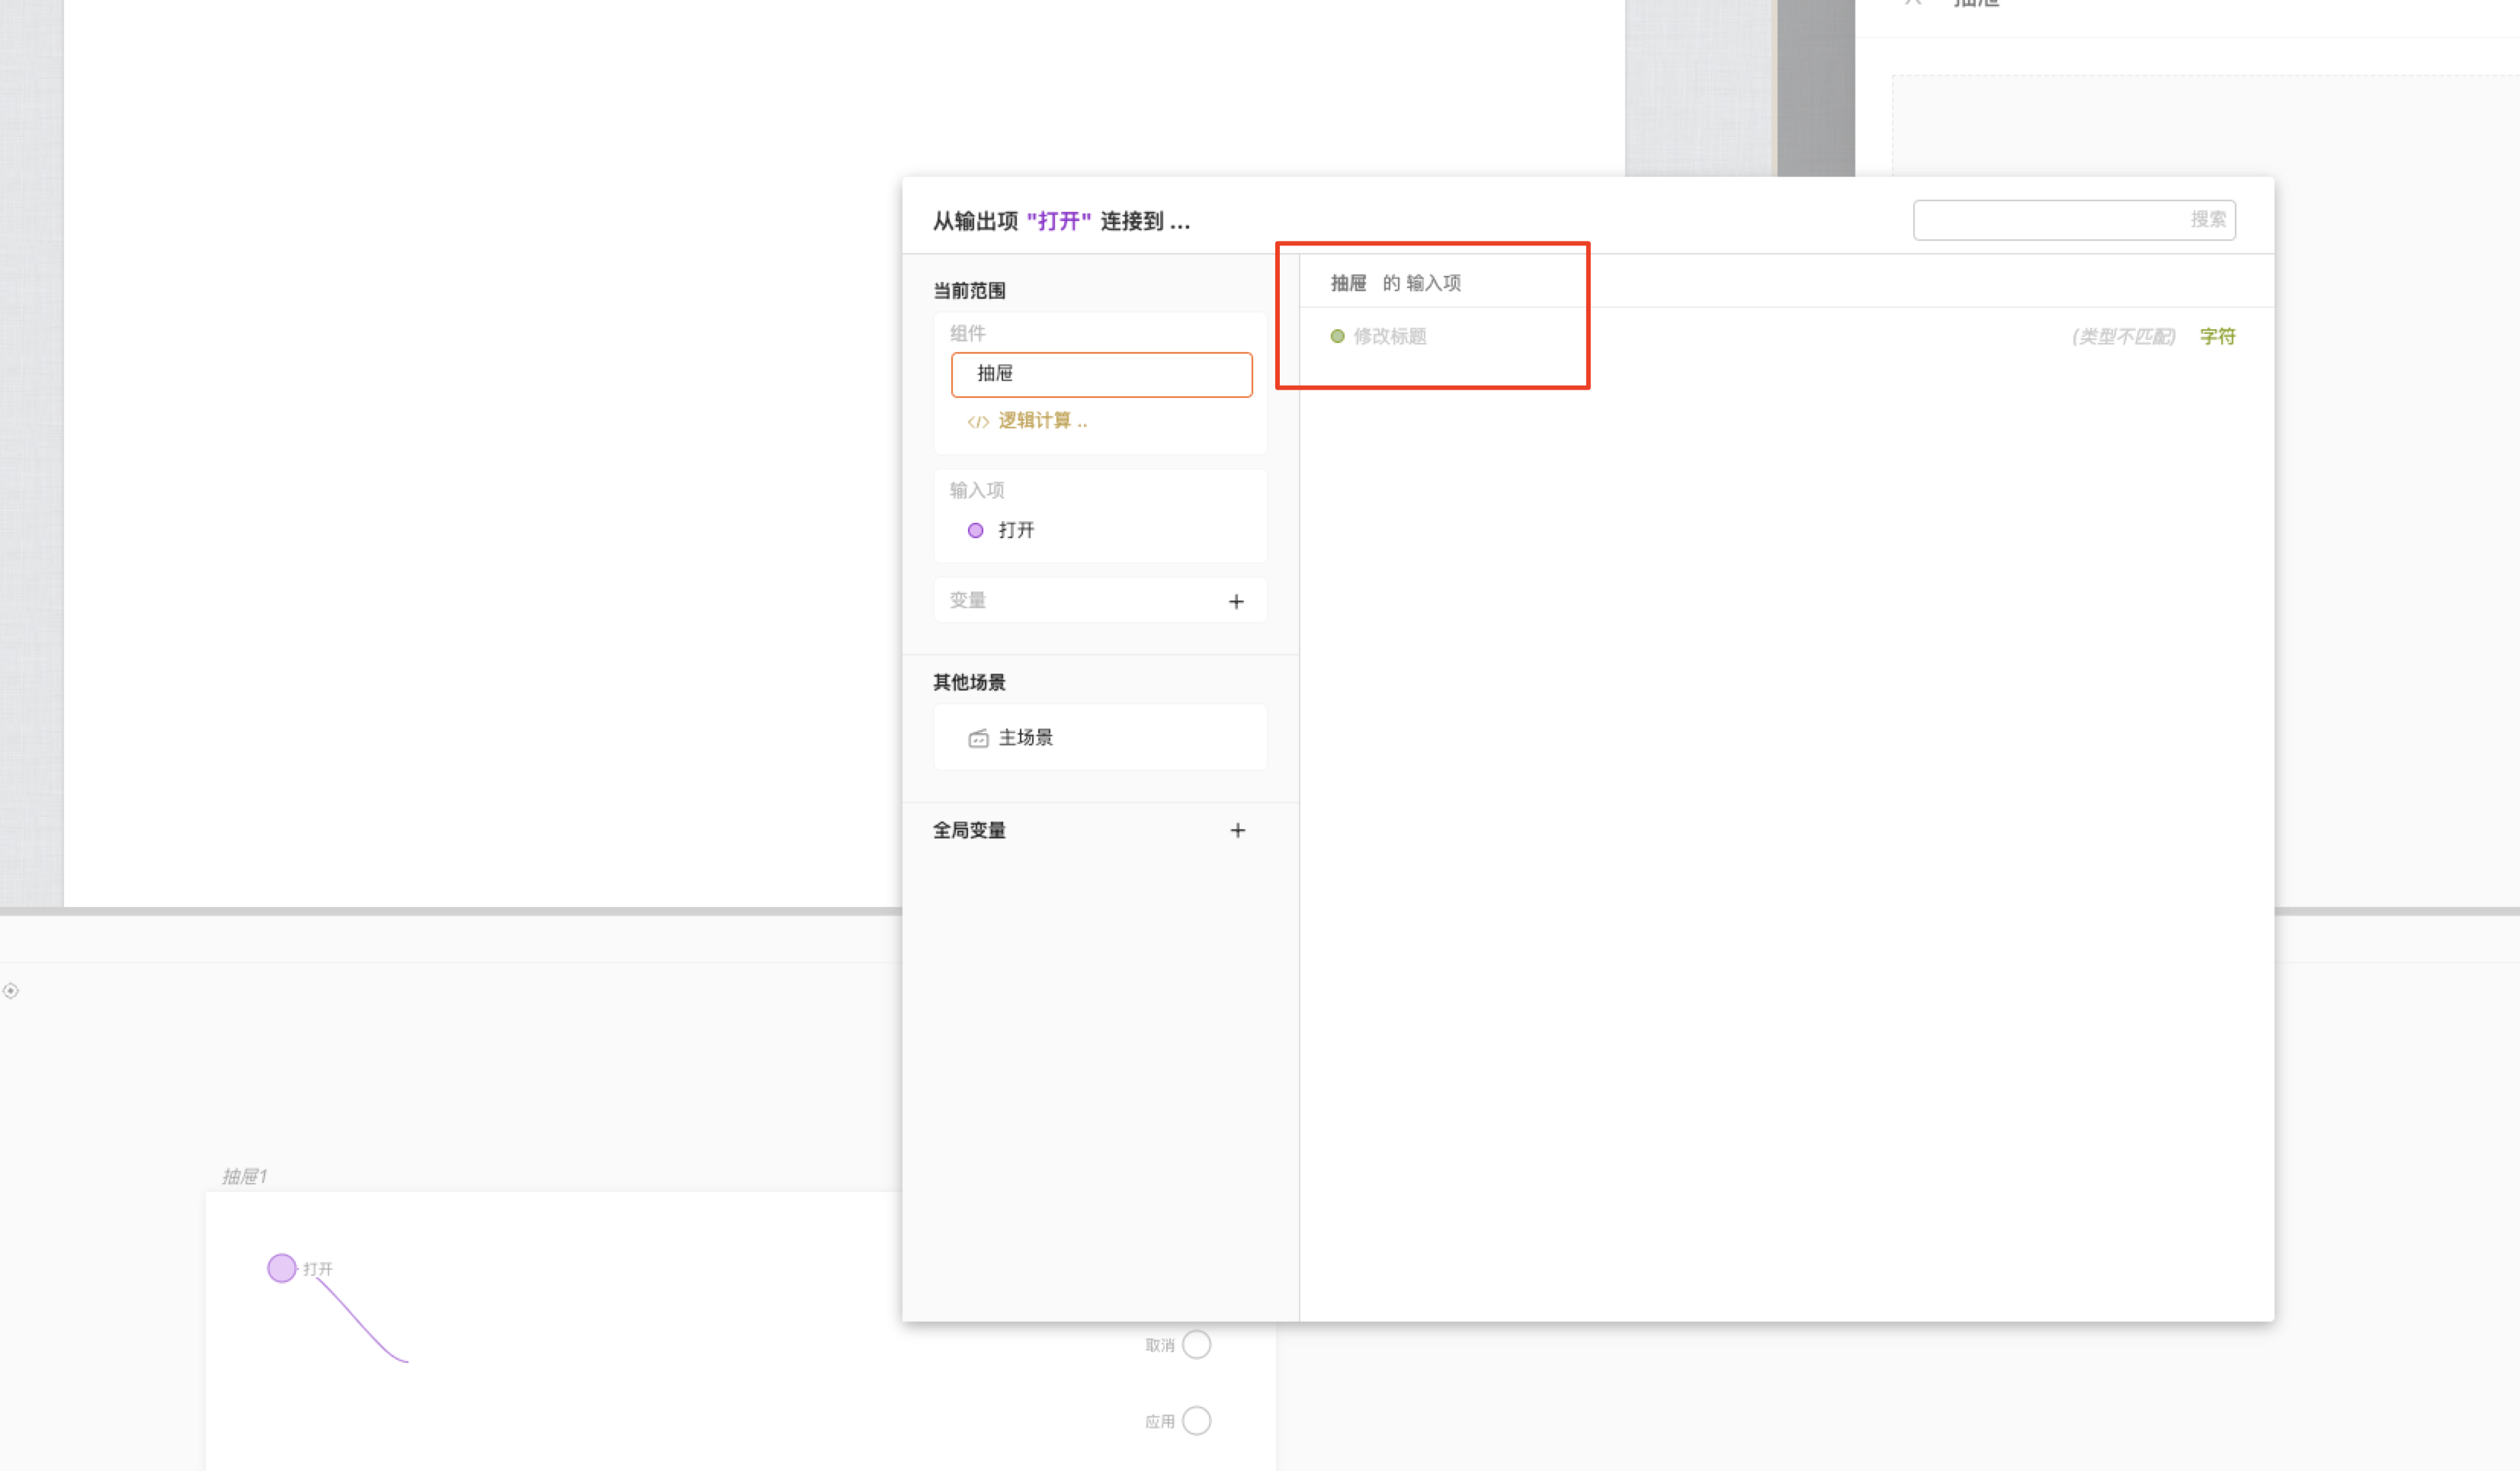 抽屉
从输出项 "打开" 连接到 ...
搜索
当前范围
组件
抽屉
</> 逻辑计算 ..
输入项
打开
变量 +
其他场景
主场景
全局变量 +
抽屉 的 输入项
修改标题 (类型不匹配) 字符
抽屉1
打开
取消
应用